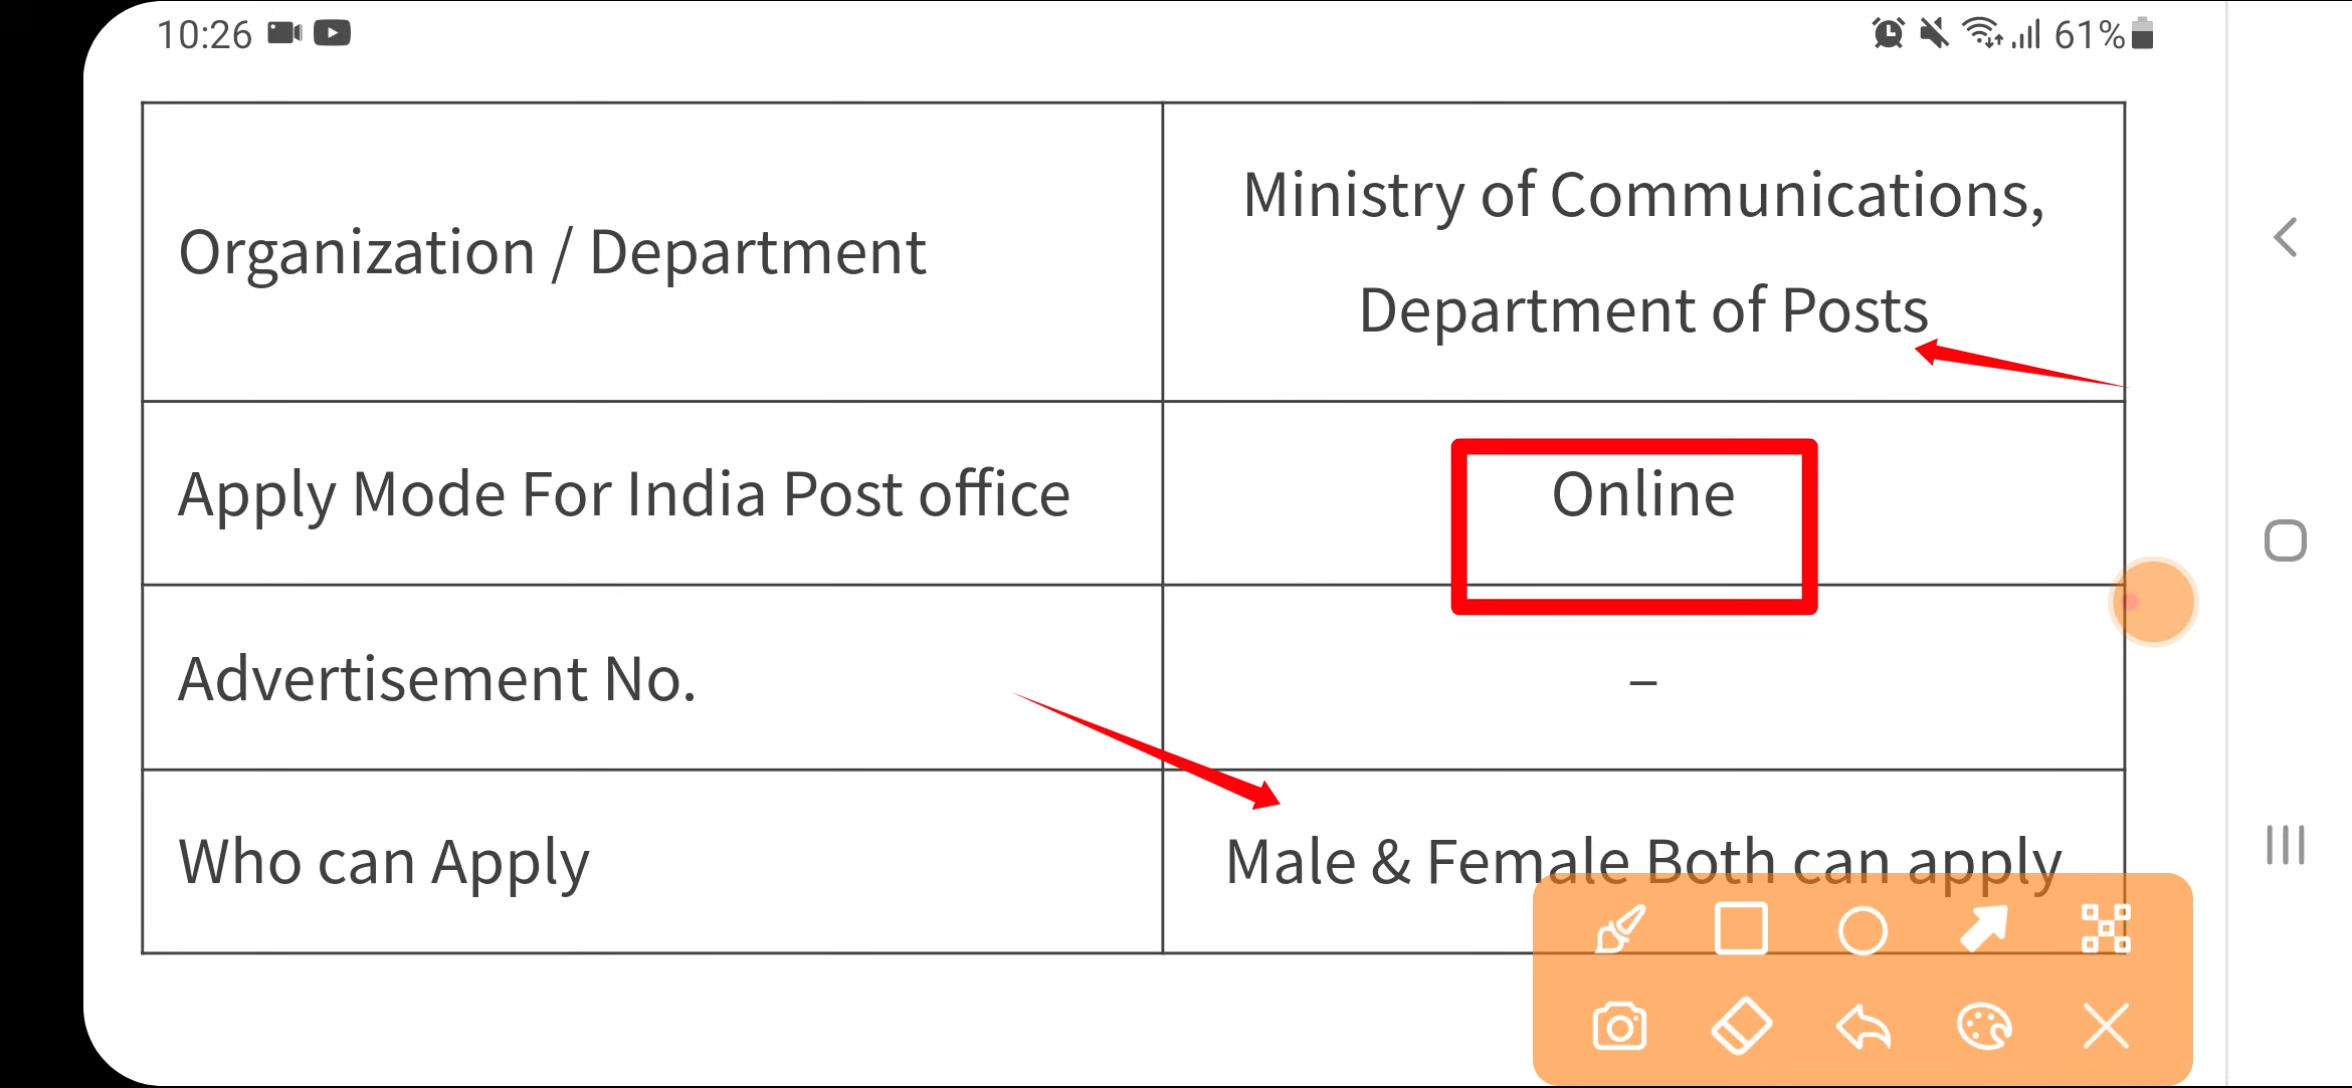 10:26
61%
Organization / Department
Ministry of Communications,
Department of Posts
Apply Mode For India Post office
Online
Advertisement No.
–
Who can Apply
Male & Female Both can apply